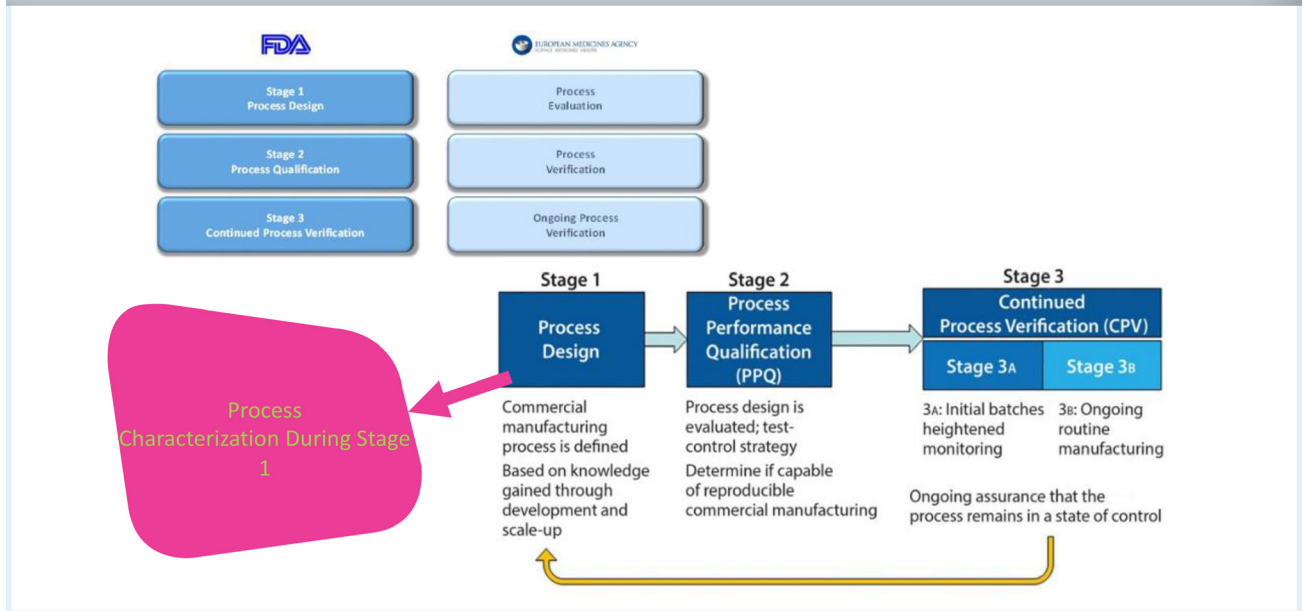 FDA
EUROPEAN MEDICINES AGENCY
SCIENCE MEDICINES HEALTH
Stage 1
Process Design
Process
Evaluation
Stage 2
Process Qualification
Process
Verification
Stage 3
Continued Process Verification
Ongoing Process
Verification
Stage 1
Process
Design
Commercial
manufacturing
process is defined
Based on knowledge
gained through
development and
scale-up
Stage 2
Process
Performance
Qualification
(PPQ)
Process design is
evaluated; test-
control strategy
Determine if capable
of reproducible
commercial manufacturing
Stage 3
Continued
Process Verification (CPV)
Stage 3A
Stage 3B
3A: Initial batches
heightened
monitoring
3B: Ongoing
routine
manufacturing
Ongoing assurance that the
process remains in a state of control
Process
Characterization During Stage
1